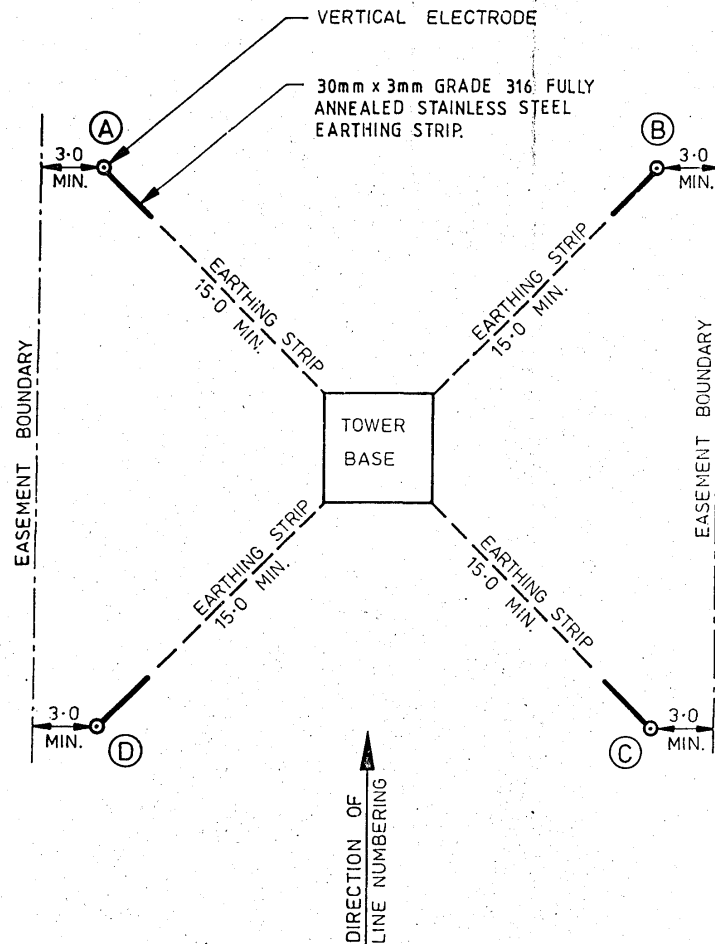 VERTICAL ELECTRODE
30mm x 3mm GRADE 316 FULLY
ANNEALED STAINLESS STEEL
EARTHING STRIP.
A
B
3·0
MIN.
3·0
MIN.
EARTHING STRIP
15·0 MIN.
EARTHING STRIP
15·0 MIN.
EASEMENT BOUNDARY
EASEMENT BOUNDARY
TOWER
BASE
EARTHING STRIP
15·0 MIN.
EARTHING STRIP
15·0 MIN.
3·0
MIN.
D
3·0
MIN.
C
DIRECTION OF
LINE NUMBERING